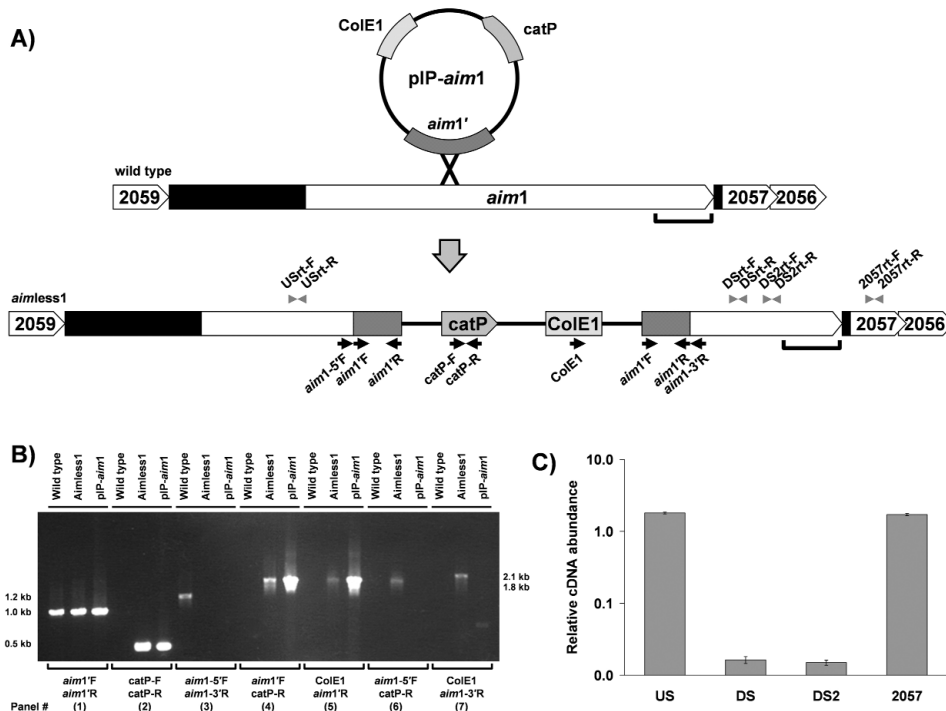 A)
ColE1
catP
pIP-aim1
aim1'
wild type
2059
aim1
2057
2056
aimless1
USrt-F
USrt-R
DSrt-F
DSrt-R
DS2rt-F
DS2rt-R
2057rt-F
2057rt-R
2059
catP
ColE1
2057
2056
aim1-5'F
aim1'F
aim1'R
catP-F
catP-R
ColE1
aim1'F
aim1'R
aim1-3'R
B)
Wild type
Aimless1
pIP-aim1
Wild type
Aimless1
pIP-aim1
Wild type
Aimless1
pIP-aim1
Wild type
Aimless1
pIP-aim1
Wild type
Aimless1
pIP-aim1
Wild type
Aimless1
pIP-aim1
Wild type
Aimless1
pIP-aim1
1.2 kb
1.0 kb
0.5 kb
2.1 kb
1.8 kb
aim1'F catP-F aim1-5'F aim1'F ColE1 aim1-5'F ColE1
aim1'R catP-R aim1-3'R catP-R aim1'R catP-R aim1-3'R
Panel # (1) (2) (3) (4) (5) (6) (7)
C)
Relative cDNA abundance
10.0
1.0
0.1
0.0
US DS DS2 2057